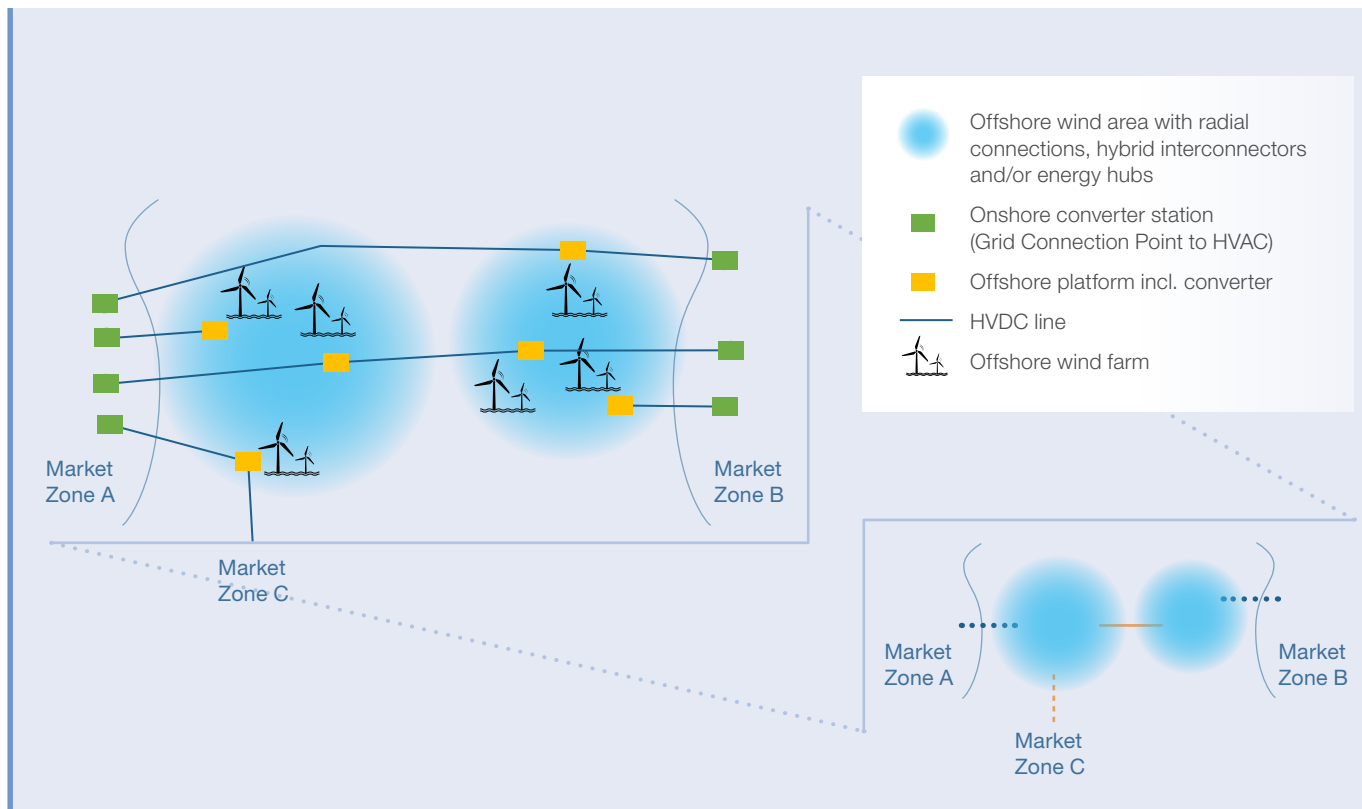 Offshore wind area with radial
connections, hybrid interconnectors
and/or energy hubs
Onshore converter station
(Grid Connection Point to HVAC)
Offshore platform incl. converter
HVDC line
Offshore wind farm
Market
Zone A
Market
Zone B
Market
Zone C
Market
Zone A
Market
Zone B
Market
Zone C